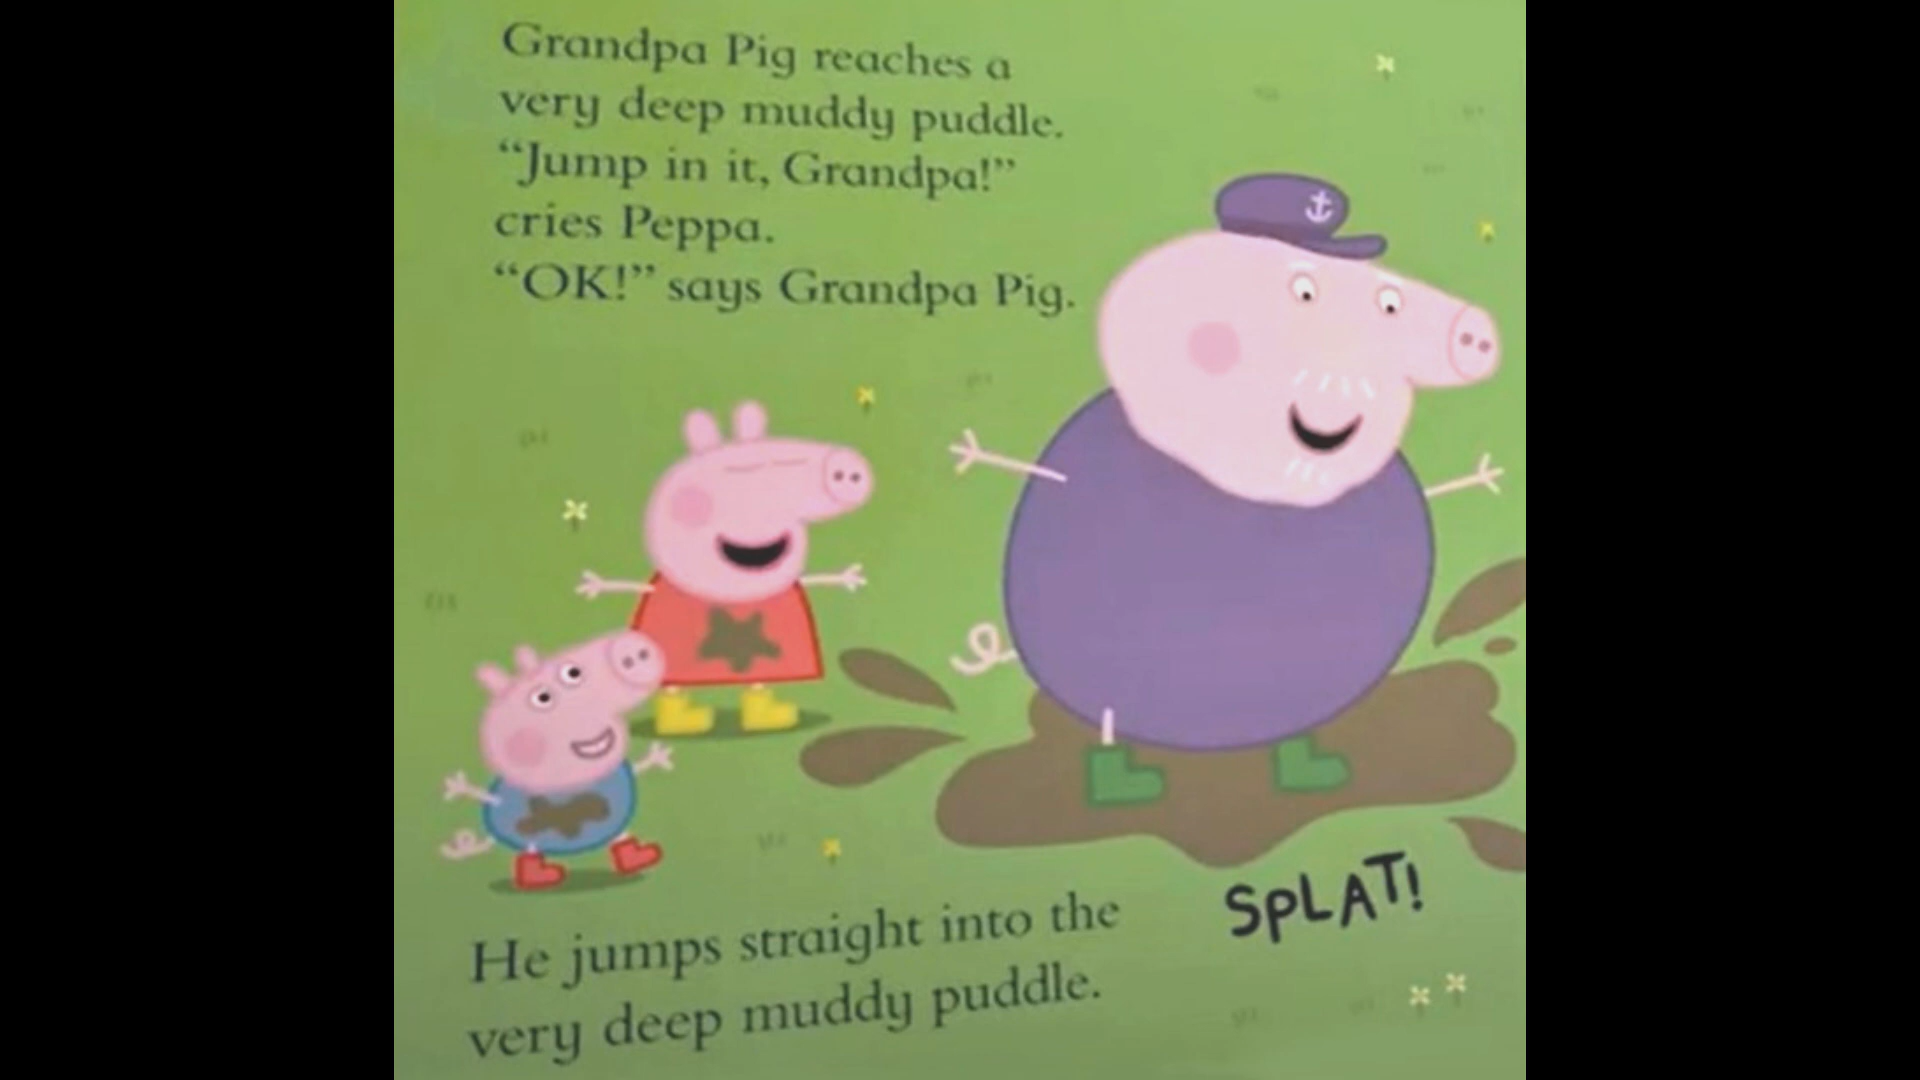 Grandpa Pig reaches a
very deep muddy puddle.
“Jump in it, Grandpa!”
cries Peppa.
“OK!” says Grandpa Pig.
SPLAT!
He jumps straight into the
very deep muddy puddle.